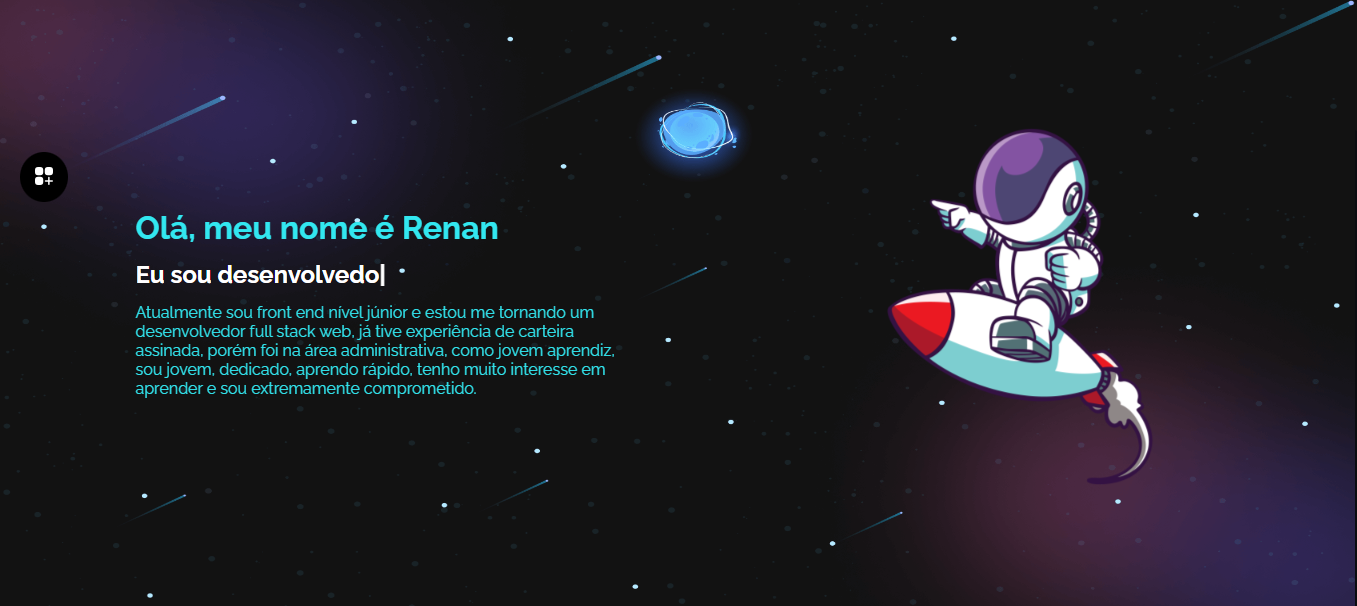 Olá, meu nome é Renan
Eu sou desenvolvedo|
Atualmente sou front end nível júnior e estou me tornando um
desenvolvedor full stack web, já tive experiência de carteira
assinada, porém foi na área administrativa, como jovem aprendiz,
sou jovem, dedicado, aprendo rápido, tenho muito interesse em
aprender e sou extremamente comprometido.